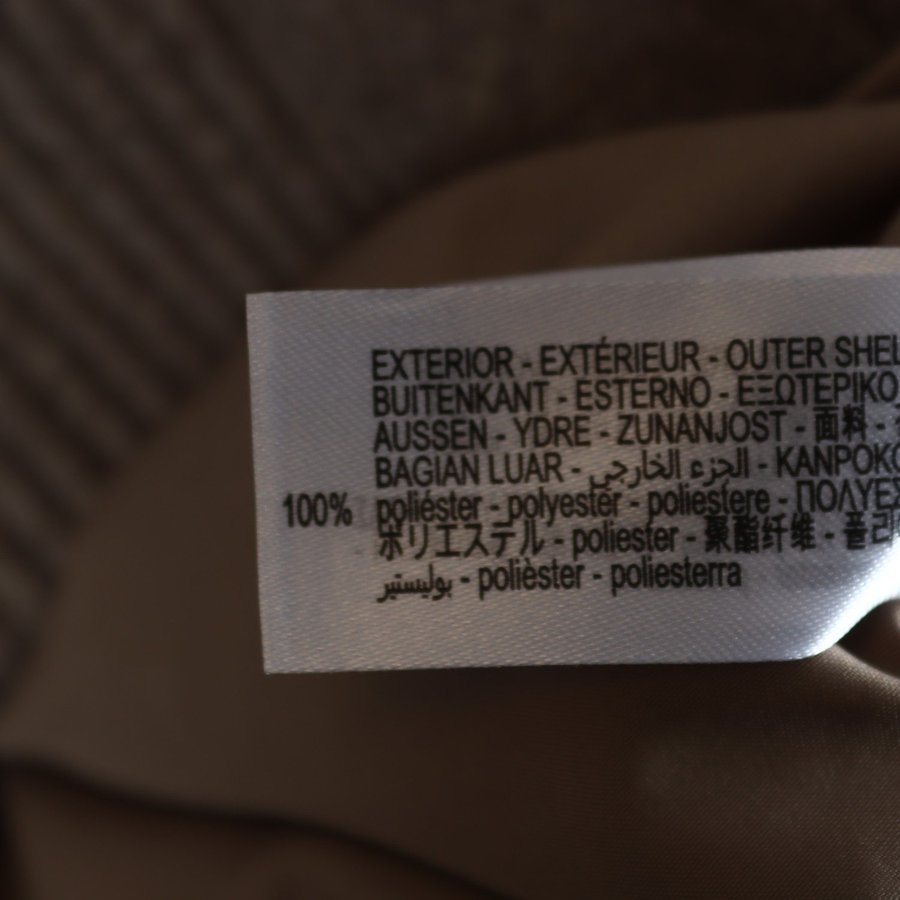 EXTERIOR - EXTÉRIEUR - OUTER SHEL
BUITENKANT - ESTERNO - ΕΞΩΤΕΡΙΚΟ
AUSSEN - YDRE - ZUNANJOST - 面料 -
BAGIAN LUAR - الجزء الخارجي - KANPOKO
100% poliéster - polyester - poliestere - ΠΟΛΥΕΣ
ポリエステル - poliester - 聚酯纤维 - 폴리
بوليستير - polièster - poliesterra